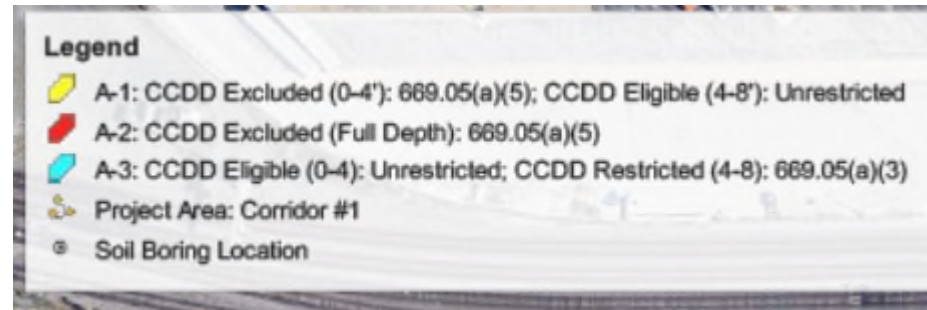 Legend
A-1: CCDD Excluded (0-4'): 669.05(a)(5); CCDD Eligible (4-8'): Unrestricted
A-2: CCDD Excluded (Full Depth): 669.05(a)(5)
A-3: CCDD Eligible (0-4): Unrestricted; CCDD Restricted (4-8): 669.05(a)(3)
Project Area: Corridor #1
Soil Boring Location